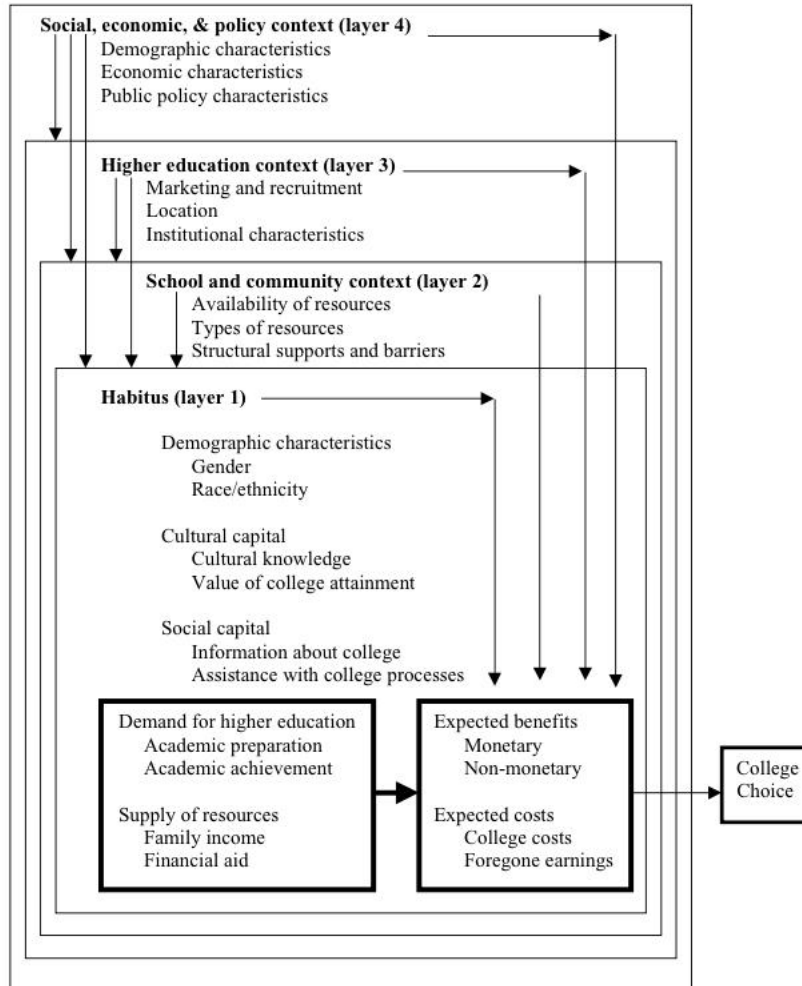 Social, economic, & policy context (layer 4)
Demographic characteristics
Economic characteristics
Public policy characteristics
Higher education context (layer 3)
Marketing and recruitment
Location
Institutional characteristics
School and community context (layer 2)
Availability of resources
Types of resources
Structural supports and barriers
Habitus (layer 1)
Demographic characteristics
Gender
Race/ethnicity
Cultural capital
Cultural knowledge
Value of college attainment
Social capital
Information about college
Assistance with college processes
Demand for higher education
Academic preparation
Academic achievement
Supply of resources
Family income
Financial aid
Expected benefits
Monetary
Non-monetary
Expected costs
College costs
Foregone earnings
College
Choice